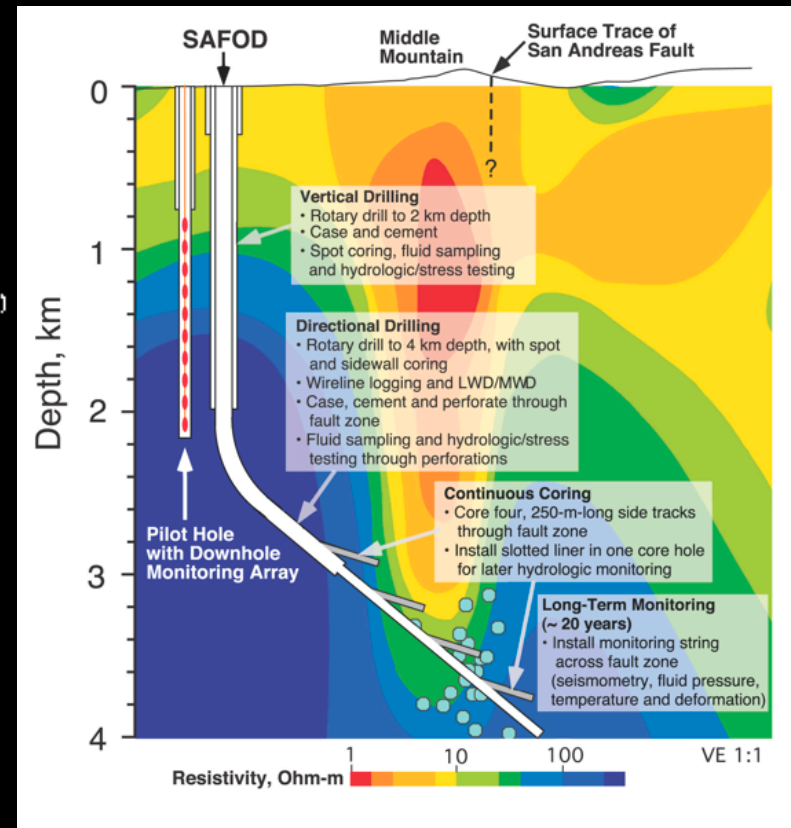 SAFOD
Middle
Mountain
Surface Trace of
San Andreas Fault
0
?
Vertical Drilling
• Rotary drill to 2 km depth
• Case and cement
• Spot coring, fluid sampling
and hydrologic/stress testing
1
Directional Drilling
• Rotary drill to 4 km depth, with spot
and sidewall coring
• Wireline logging and LWD/MWD
• Case, cement and perforate through
fault zone
• Fluid sampling and hydrologic/stress
testing through perforations
Depth, km
2
Continuous Coring
• Core four, 250-m-long side tracks
through fault zone
• Install slotted liner in one core hole
for later hydrologic monitoring
Pilot Hole
with Downhole
Monitoring Array
3
Long-Term Monitoring
(~ 20 years)
• Install monitoring string
across fault zone
(seismometry, fluid pressure,
temperature and deformation)
4
1 10 100
VE 1:1
Resistivity, Ohm-m